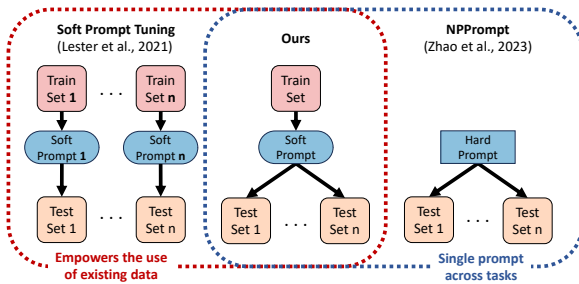 Soft Prompt Tuning
(Lester et al., 2021)
Ours
NPPrompt
(Zhao et al., 2023)
Train
Set 1
. . .
Train
Set n
Train
Set
Soft
Prompt 1
Soft
Prompt n
Soft
Prompt
Hard
Prompt
Test
Set 1
. . .
Test
Set n
Test
Set 1
. . .
Test
Set n
Test
Set 1
. . .
Test
Set n
Empowers the use
of existing data
Single prompt
across tasks